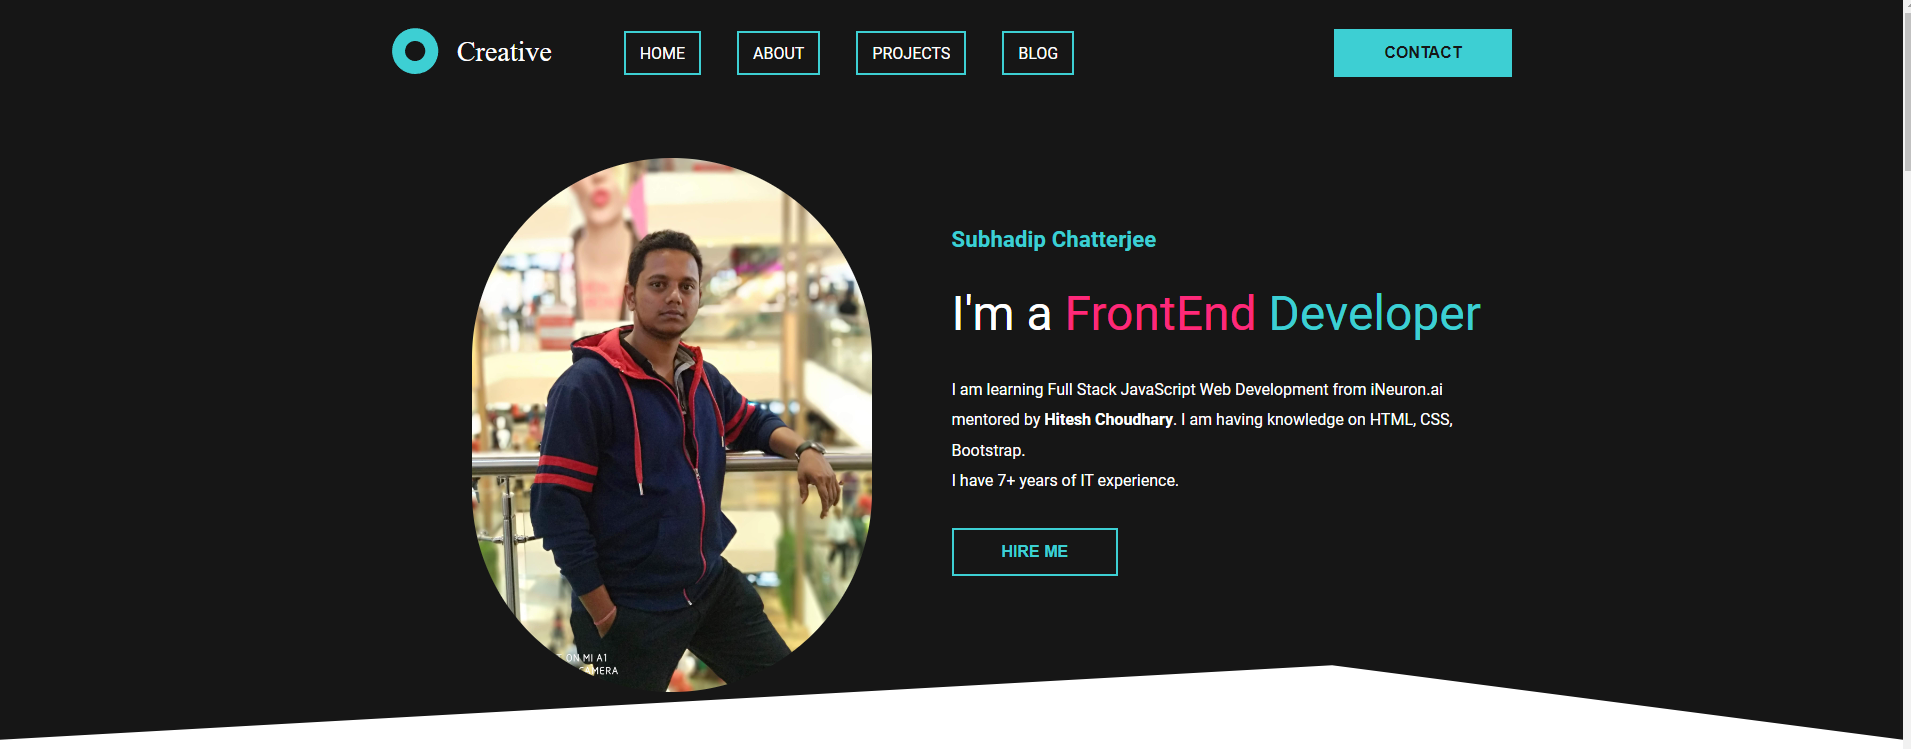 Creative
HOME
ABOUT
PROJECTS
BLOG
CONTACT
Subhadip Chatterjee
I'm a FrontEnd Developer
I am learning Full Stack JavaScript Web Development from iNeuron.ai
mentored by Hitesh Choudhary. I am having knowledge on HTML, CSS,
Bootstrap.
I have 7+ years of IT experience.
HIRE ME
ON MI A1
CAMERA